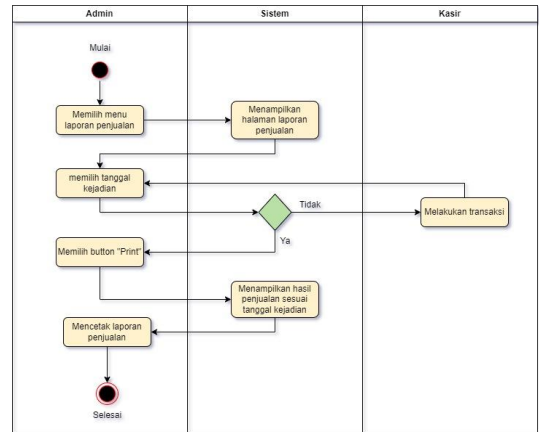 Admin
Sistem
Kasir
Mulai
Memilih menu
laporan penjualan
Menampilkan
halaman laporan
penjualan
memilih tanggal
kejadian
Tidak
Melakukan transaksi
Ya
Memilih button "Print"
Menampilkan hasil
penjualan sesuai
tanggal kejadian
Mencetak laporan
penjualan
Selesai